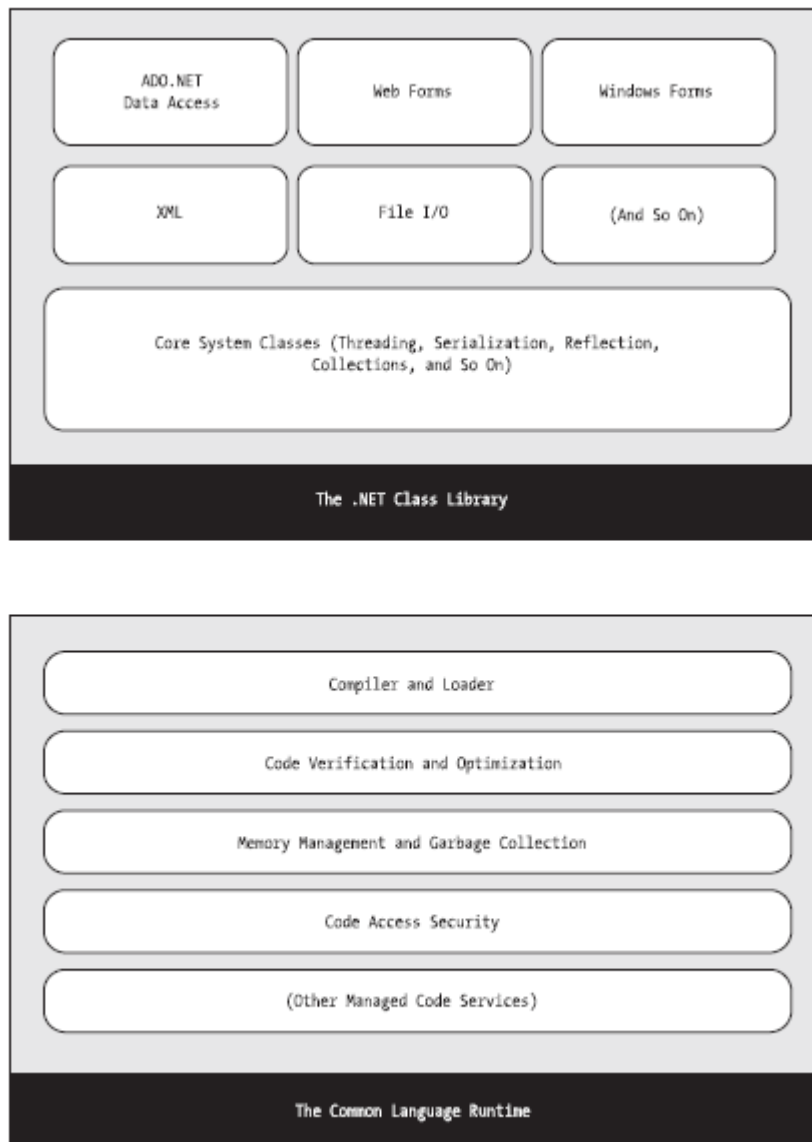 ADO.NET
Data Access
Web Forms
Windows Forms
XML
File I/O
(And So On)
Core System Classes (Threading, Serialization, Reflection,
Collections, and So On)
The .NET Class Library
Compiler and Loader
Code Verification and Optimization
Memory Management and Garbage Collection
Code Access Security
(Other Managed Code Services)
The Common Language Runtime